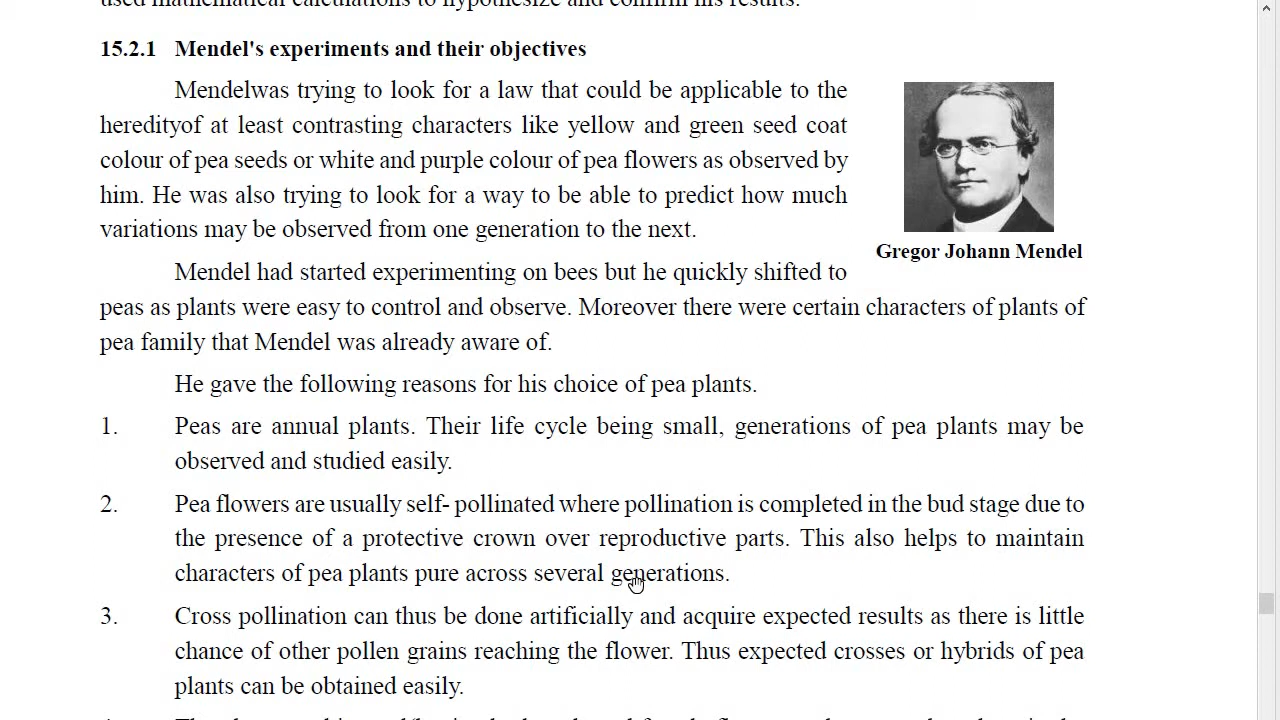 used mathematical calculations to hypothesize and confirm his results.
15.2.1 Mendel's experiments and their objectives
Mendelwas trying to look for a law that could be applicable to the
heredityof at least contrasting characters like yellow and green seed coat
colour of pea seeds or white and purple colour of pea flowers as observed by
him. He was also trying to look for a way to be able to predict how much
variations may be observed from one generation to the next.
Gregor Johann Mendel
Mendel had started experimenting on bees but he quickly shifted to
peas as plants were easy to control and observe. Moreover there were certain characters of plants of
pea family that Mendel was already aware of.
He gave the following reasons for his choice of pea plants.
1. Peas are annual plants. Their life cycle being small, generations of pea plants may be
observed and studied easily.
2. Pea flowers are usually self- pollinated where pollination is completed in the bud stage due to
the presence of a protective crown over reproductive parts. This also helps to maintain
characters of pea plants pure across several generations.
3. Cross pollination can thus be done artificially and acquire expected results as there is little
chance of other pollen grains reaching the flower. Thus expected crosses or hybrids of pea
plants can be obtained easily.